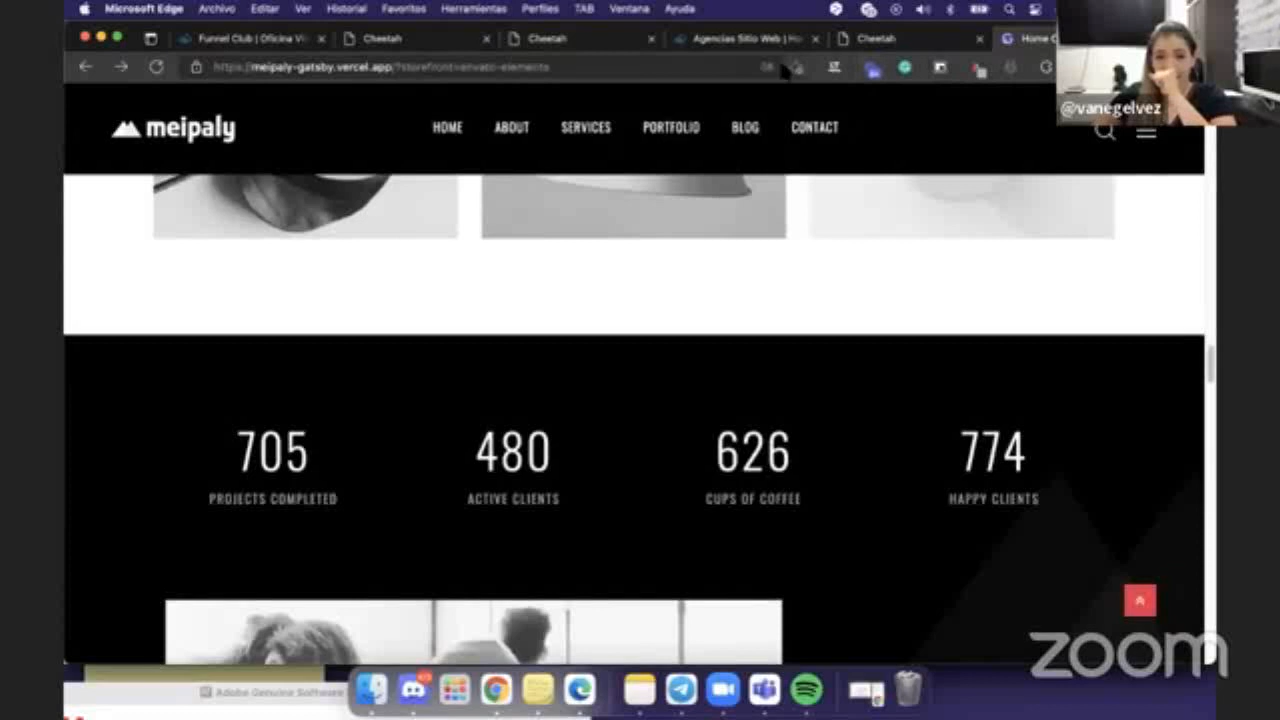 Microsoft Edge Archivo Editar Ver Historial Favoritos Herramientas Perfiles TAB Ventana Ayuda
Funnel Club | Oficina Vi Cheetah Cheetah Agencias Sitio Web | Ho Cheetah Home
https://meipaly-gatsby.vercel.app/?storefront=envato-elements
@vanegelvez
meipaly HOME ABOUT SERVICES PORTFOLIO BLOG CONTACT
705 480 626 774
PROJECTS COMPLETED ACTIVE CLIENTS CUPS OF COFFEE HAPPY CLIENTS
zoom
Adobe Genuine Software